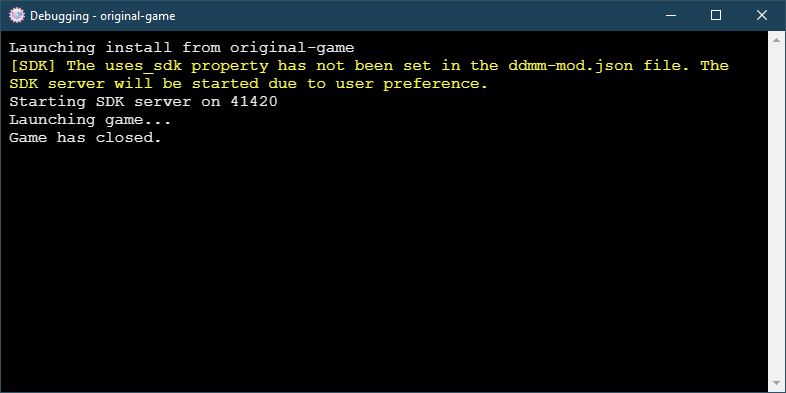 Debugging - original-game
Launching install from original-game
[SDK] The uses_sdk property has not been set in the ddmm-mod.json file. The
SDK server will be started due to user preference.
Starting SDK server on 41420
Launching game...
Game has closed.